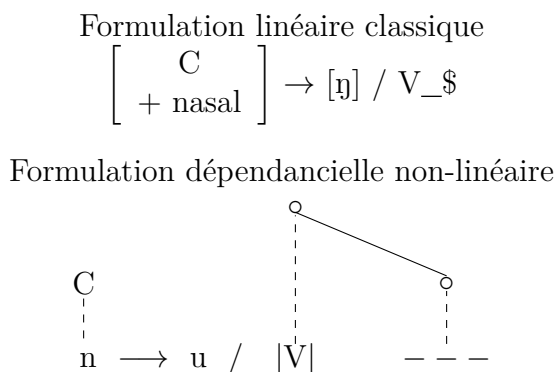 Formulation linéaire classique
[ C + nasal ] → [ŋ] / V_$
Formulation dépendancielle non-linéaire
C
n → u / |V| – – –